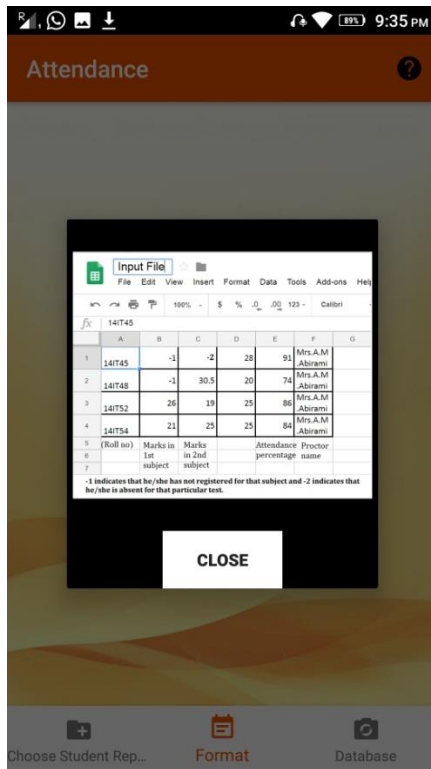 R 89% 9:35 PM
Attendance ?
Input File
File Edit View Insert Format Data Tools Add-ons Help
100% - $ % .0 .00 123 - Calibri
fx 14IT45
A B C D E F G
1 14IT45 -1 -2 28 91 Mrs.A.M
.Abirami
2 14IT48 -1 30.5 20 74 Mrs.A.M
.Abirami
3 14IT52 26 19 25 86 Mrs.A.M
.Abirami
4 14IT54 21 25 25 84 Mrs.A.M
.Abirami
5 (Roll no) Marks in Marks Attendance Proctor
6 1st in 2nd percentage name
7 subject subject
-1 indicates that he/she has not registered for that subject and -2 indicates that
he/she is absent for that particular test.
CLOSE
Choose Student Rep... Format Database